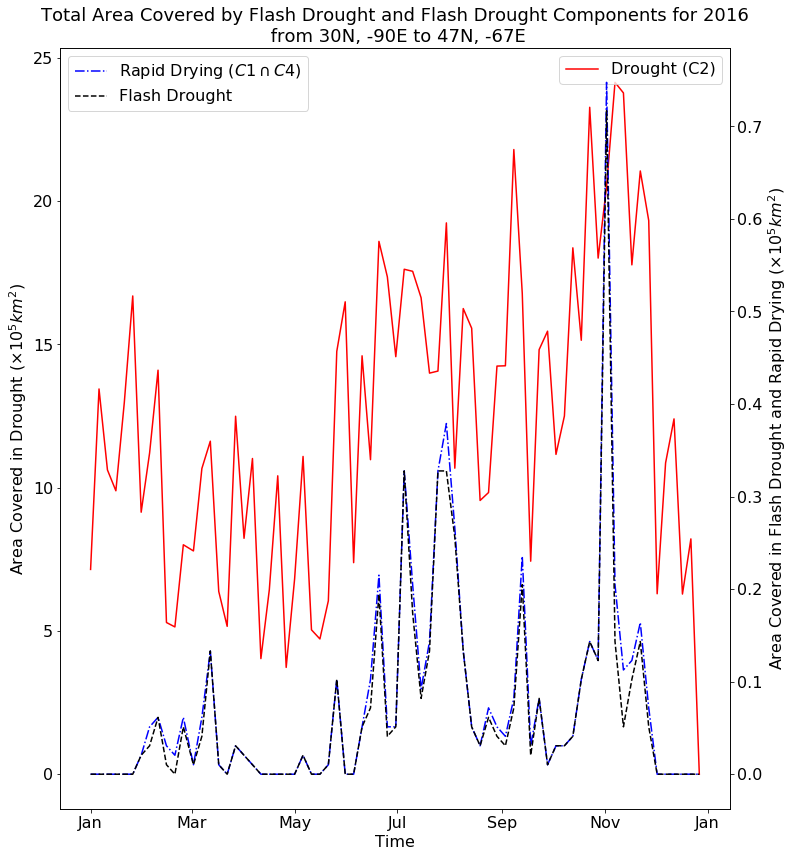 Total Area Covered by Flash Drought and Flash Drought Components for 2016
from 30N, -90E to 47N, -67E
Rapid Drying (C1 ∩ C4)
Flash Drought
Drought (C2)
Area Covered in Drought (×10⁵km²)
25
20
15
10
5
0
Area Covered in Flash Drought and Rapid Drying (×10⁵km²)
0.7
0.6
0.5
0.4
0.3
0.2
0.1
0.0
Jan Mar May Jul Sep Nov Jan
Time